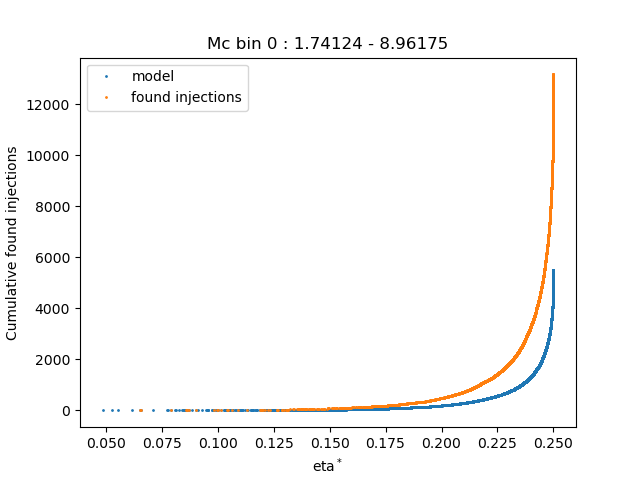 Mc bin 0 : 1.74124 - 8.96175
model
found injections
Cumulative found injections
12000
10000
8000
6000
4000
2000
0
0.050 0.075 0.100 0.125 0.150 0.175 0.200 0.225 0.250
eta*